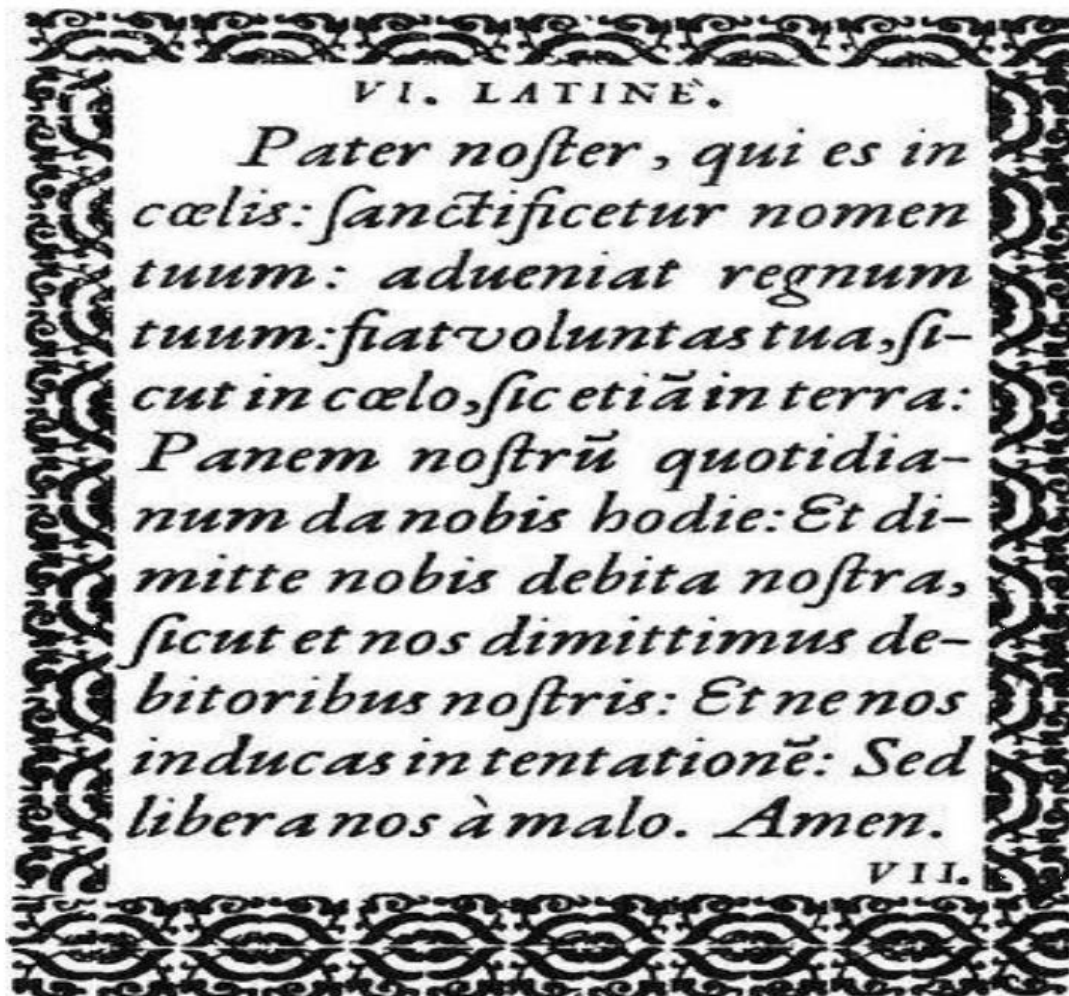 VI. LATINÈ.
Pater noſter, qui es in
cœlis: ſanctificetur nomen
tuum: adueniat regnum
tuum: fiat voluntas tua, ſi-
cut in cœlo, ſic etiã in terra:
Panem noſtrũ quotidia-
num da nobis hodie: Et di-
mitte nobis debita noſtra,
ſicut et nos dimittimus de-
bitoribus noſtris: Et ne nos
inducas in tentationẽ: Sed
libera nos à malo. Amen.
VII.